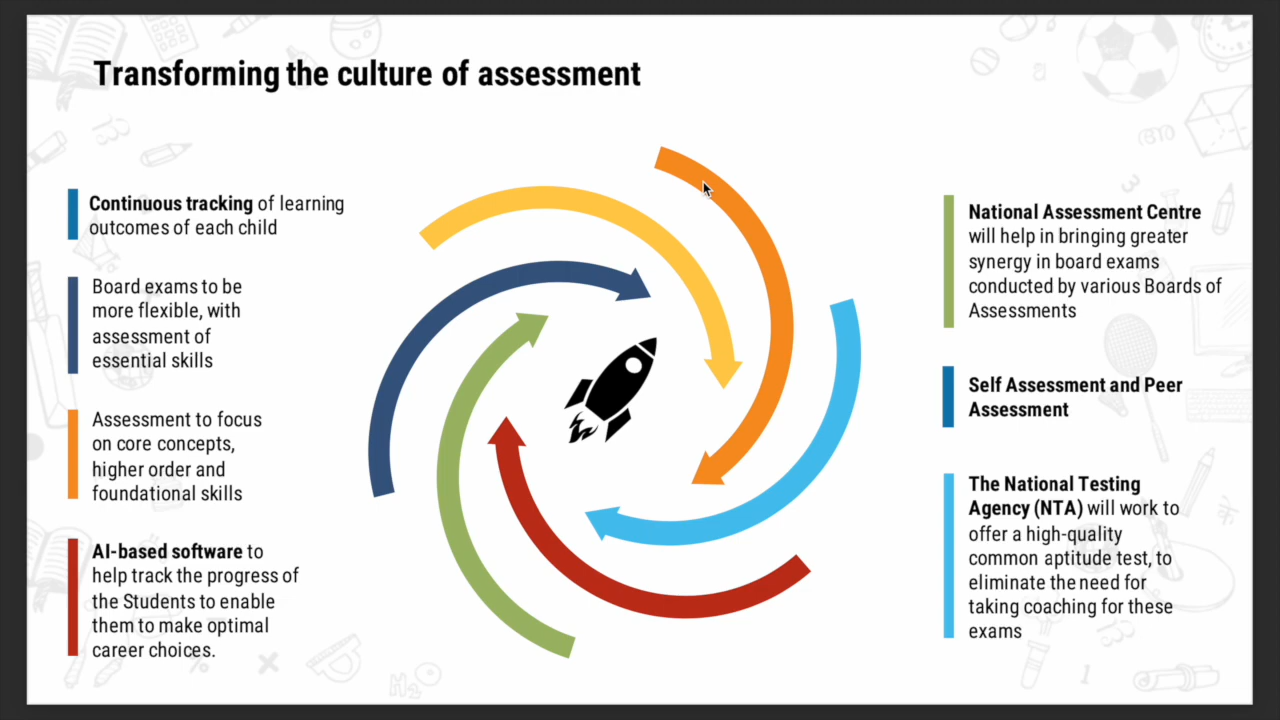 Transforming the culture of assessment
Continuous tracking of learning
outcomes of each child
Board exams to be
more flexible, with
assessment of
essential skills
Assessment to focus
on core concepts,
higher order and
foundational skills
AI-based software to
help track the progress of
the Students to enable
them to make optimal
career choices.
National Assessment Centre
will help in bringing greater
synergy in board exams
conducted by various Boards of
Assessments
Self Assessment and Peer
Assessment
The National Testing
Agency (NTA) will work to
offer a high-quality
common aptitude test, to
eliminate the need for
taking coaching for these
exams
H₂O